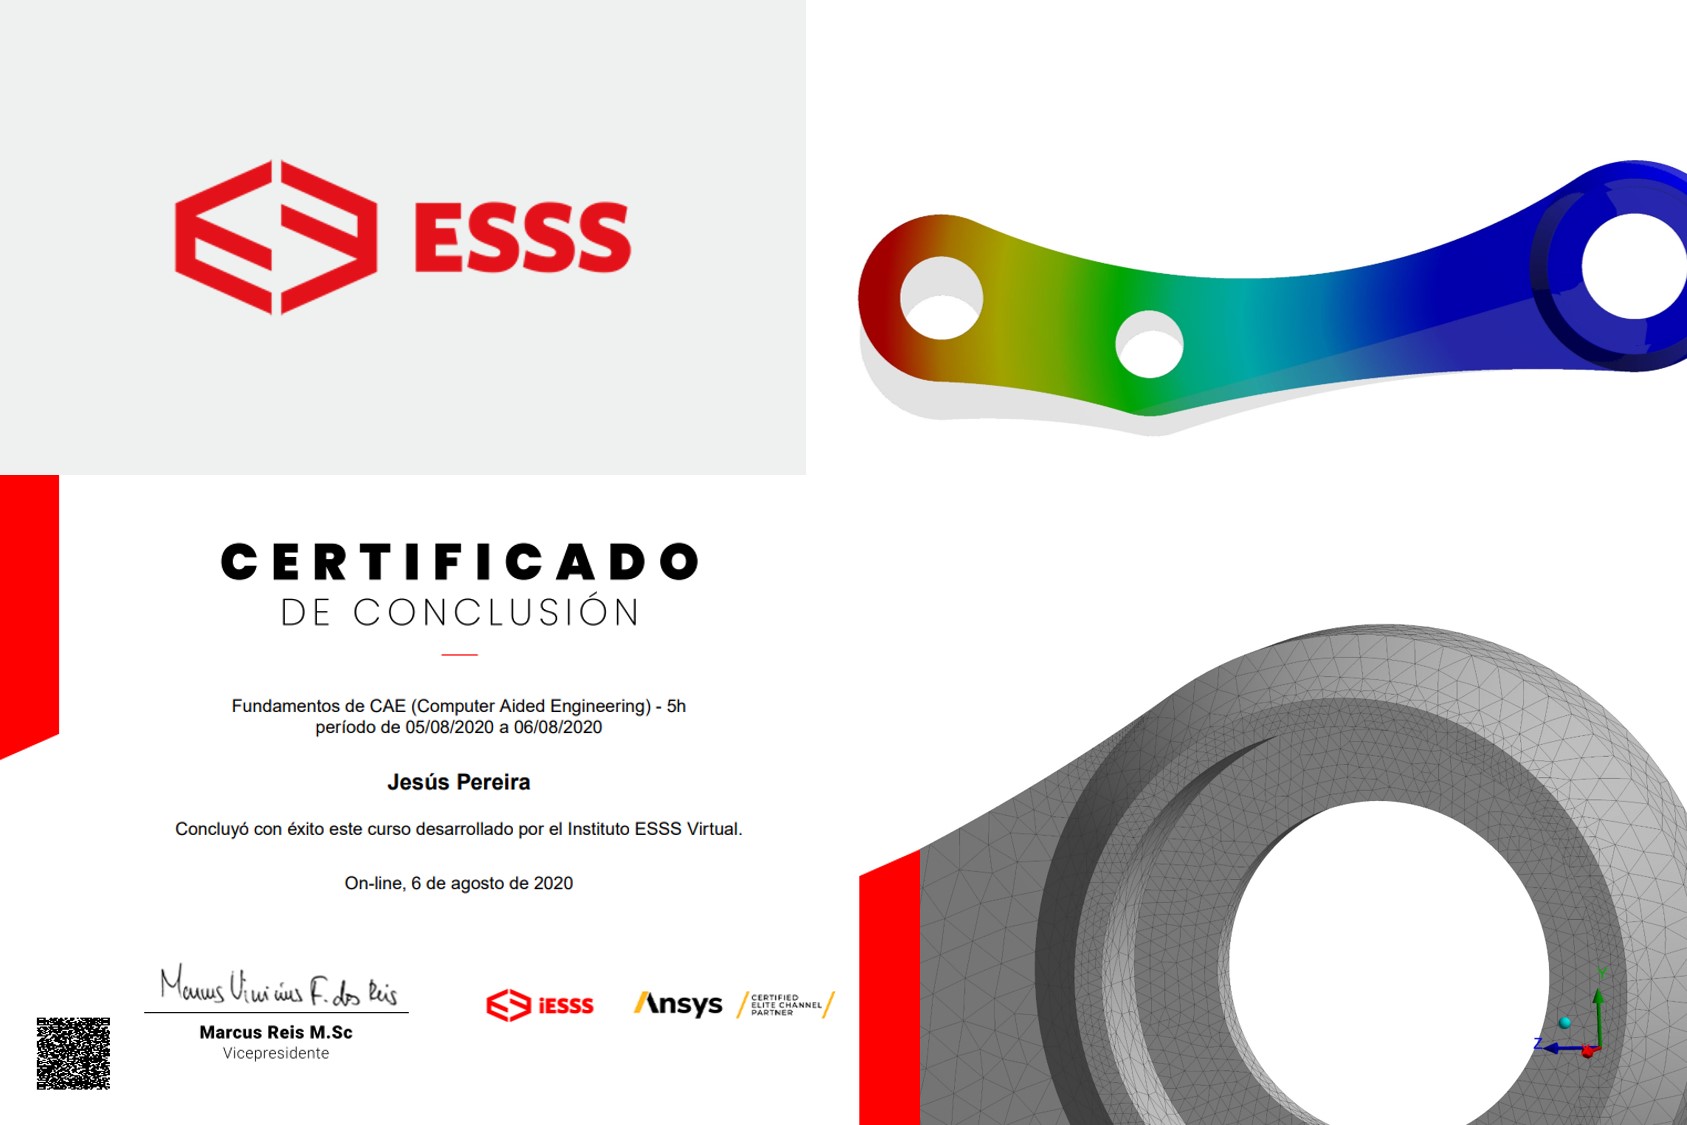 ESSS
CERTIFICADO
DE CONCLUSIÓN
Fundamentos de CAE (Computer Aided Engineering) - 5h
período de 05/08/2020 a 06/08/2020
Jesús Pereira
Concluyó con éxito este curso desarrollado por el Instituto ESSS Virtual.
On-line, 6 de agosto de 2020
Marcus Vinicius F. dos Reis
Marcus Reis M.Sc
Vicepresidente
iESSS
Ansys
CERTIFIED
ELITE CHANNEL
PARTNER
Y
Z